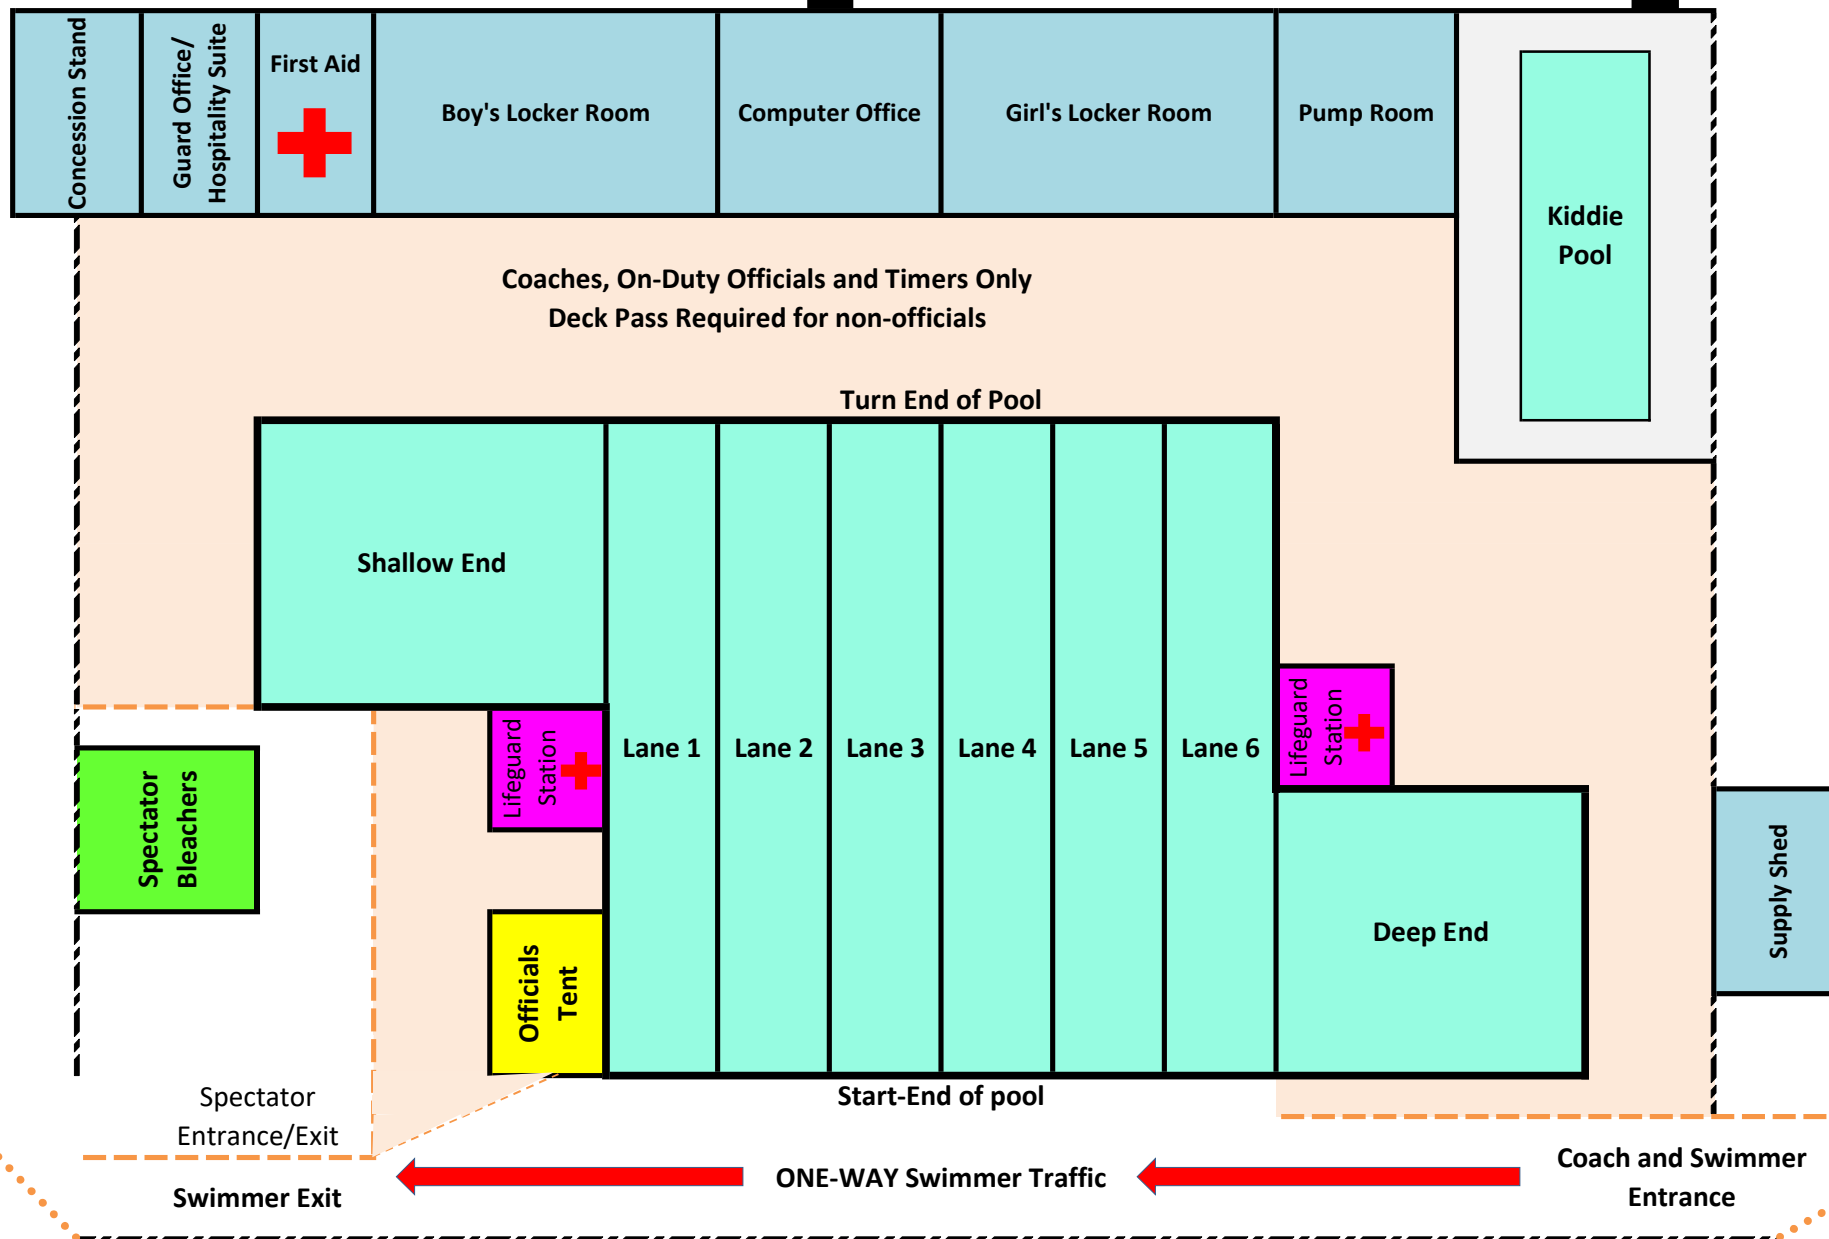 Concession Stand
Guard Office/
Hospitality Suite
First Aid
Boy's Locker Room
Computer Office
Girl's Locker Room
Pump Room
Kiddie
Pool
Coaches, On-Duty Officials and Timers Only
Deck Pass Required for non-officials
Turn End of Pool
Shallow End
Lifeguard
Station
Lane 1
Lane 2
Lane 3
Lane 4
Lane 5
Lane 6
Lifeguard
Station
Spectator
Bleachers
Supply Shed
Deep End
Officials
Tent
Start-End of pool
Spectator
Entrance/Exit
Swimmer Exit
ONE-WAY Swimmer Traffic
Coach and Swimmer
Entrance